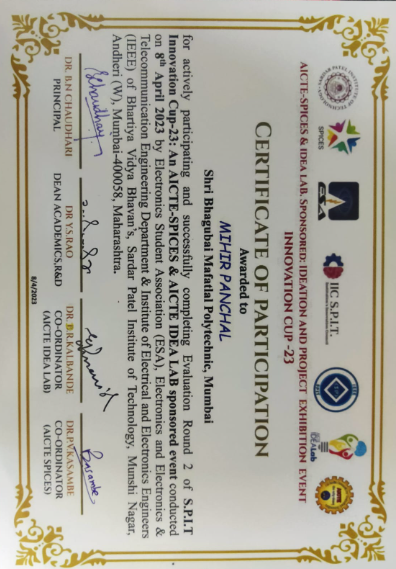 SPICES
ESA
IIC S.P.I.T.
IDEALab
AICTE-SPICES & IDEA LAB, SPONSORED: IDEATION AND PROJECT EXHIBITION EVENT
INNOVATION CUP -23
CERTIFICATE OF PARTICIPATION
Awarded to
MIHIR PANCHAL
Shri Bhagubai Mafatlal Polytechnic, Mumbai
for actively participating and successfully completing Evaluation Round 2 of S.P.I.T
Innovation Cup-23: An AICTE-SPICES & AICTE IDEA LAB sponsored event conducted
on 8th April 2023 by Electronics Student Association (ESA), Electronics and Electronics &
Telecommunication Engineering Department & Institute of Electrical and Electronics Engineers
(IEEE) of Bhartiya Vidya Bhavan's, Sardar Patel Institute of Technology, Munshi Nagar,
Andheri (W), Mumbai-400058, Maharashtra.
DR. B.N CHAUDHARI
PRINCIPAL
DR Y.S.RAO
DEAN ACADEMICS,R&D
DR. D.R.KALBANDE
CO-ORDINATOR
(AICTE IDEA LAB)
DR.P.V.KASAMBE
CO-ORDINATOR
(AICTE SPICES)
8/4/2023